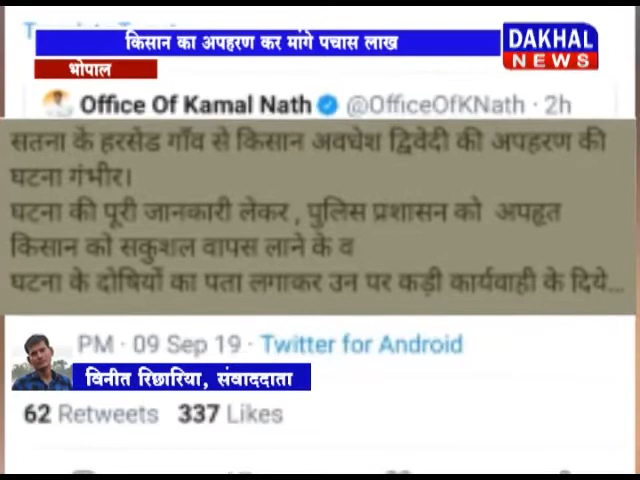 किसान का अपहरण कर मांगे पचास लाख
DAKHAL
NEWS
भोपाल
Office Of Kamal Nath @OfficeOfKNath · 2h
सतना के हरसेड गाँव से किसान अवधेश द्विवेदी की अपहरण की
घटना गंभीर।
घटना की पूरी जानकारी लेकर , पुलिस प्रशासन को अपहृत
किसान को सकुशल वापस लाने के व
घटना के दोषियों का पता लगाकर उन पर कड़ी कार्यवाही के दिये...
PM · 09 Sep 19 · Twitter for Android
विनीत रिछारिया, संवाददाता
62 Retweets 337 Likes